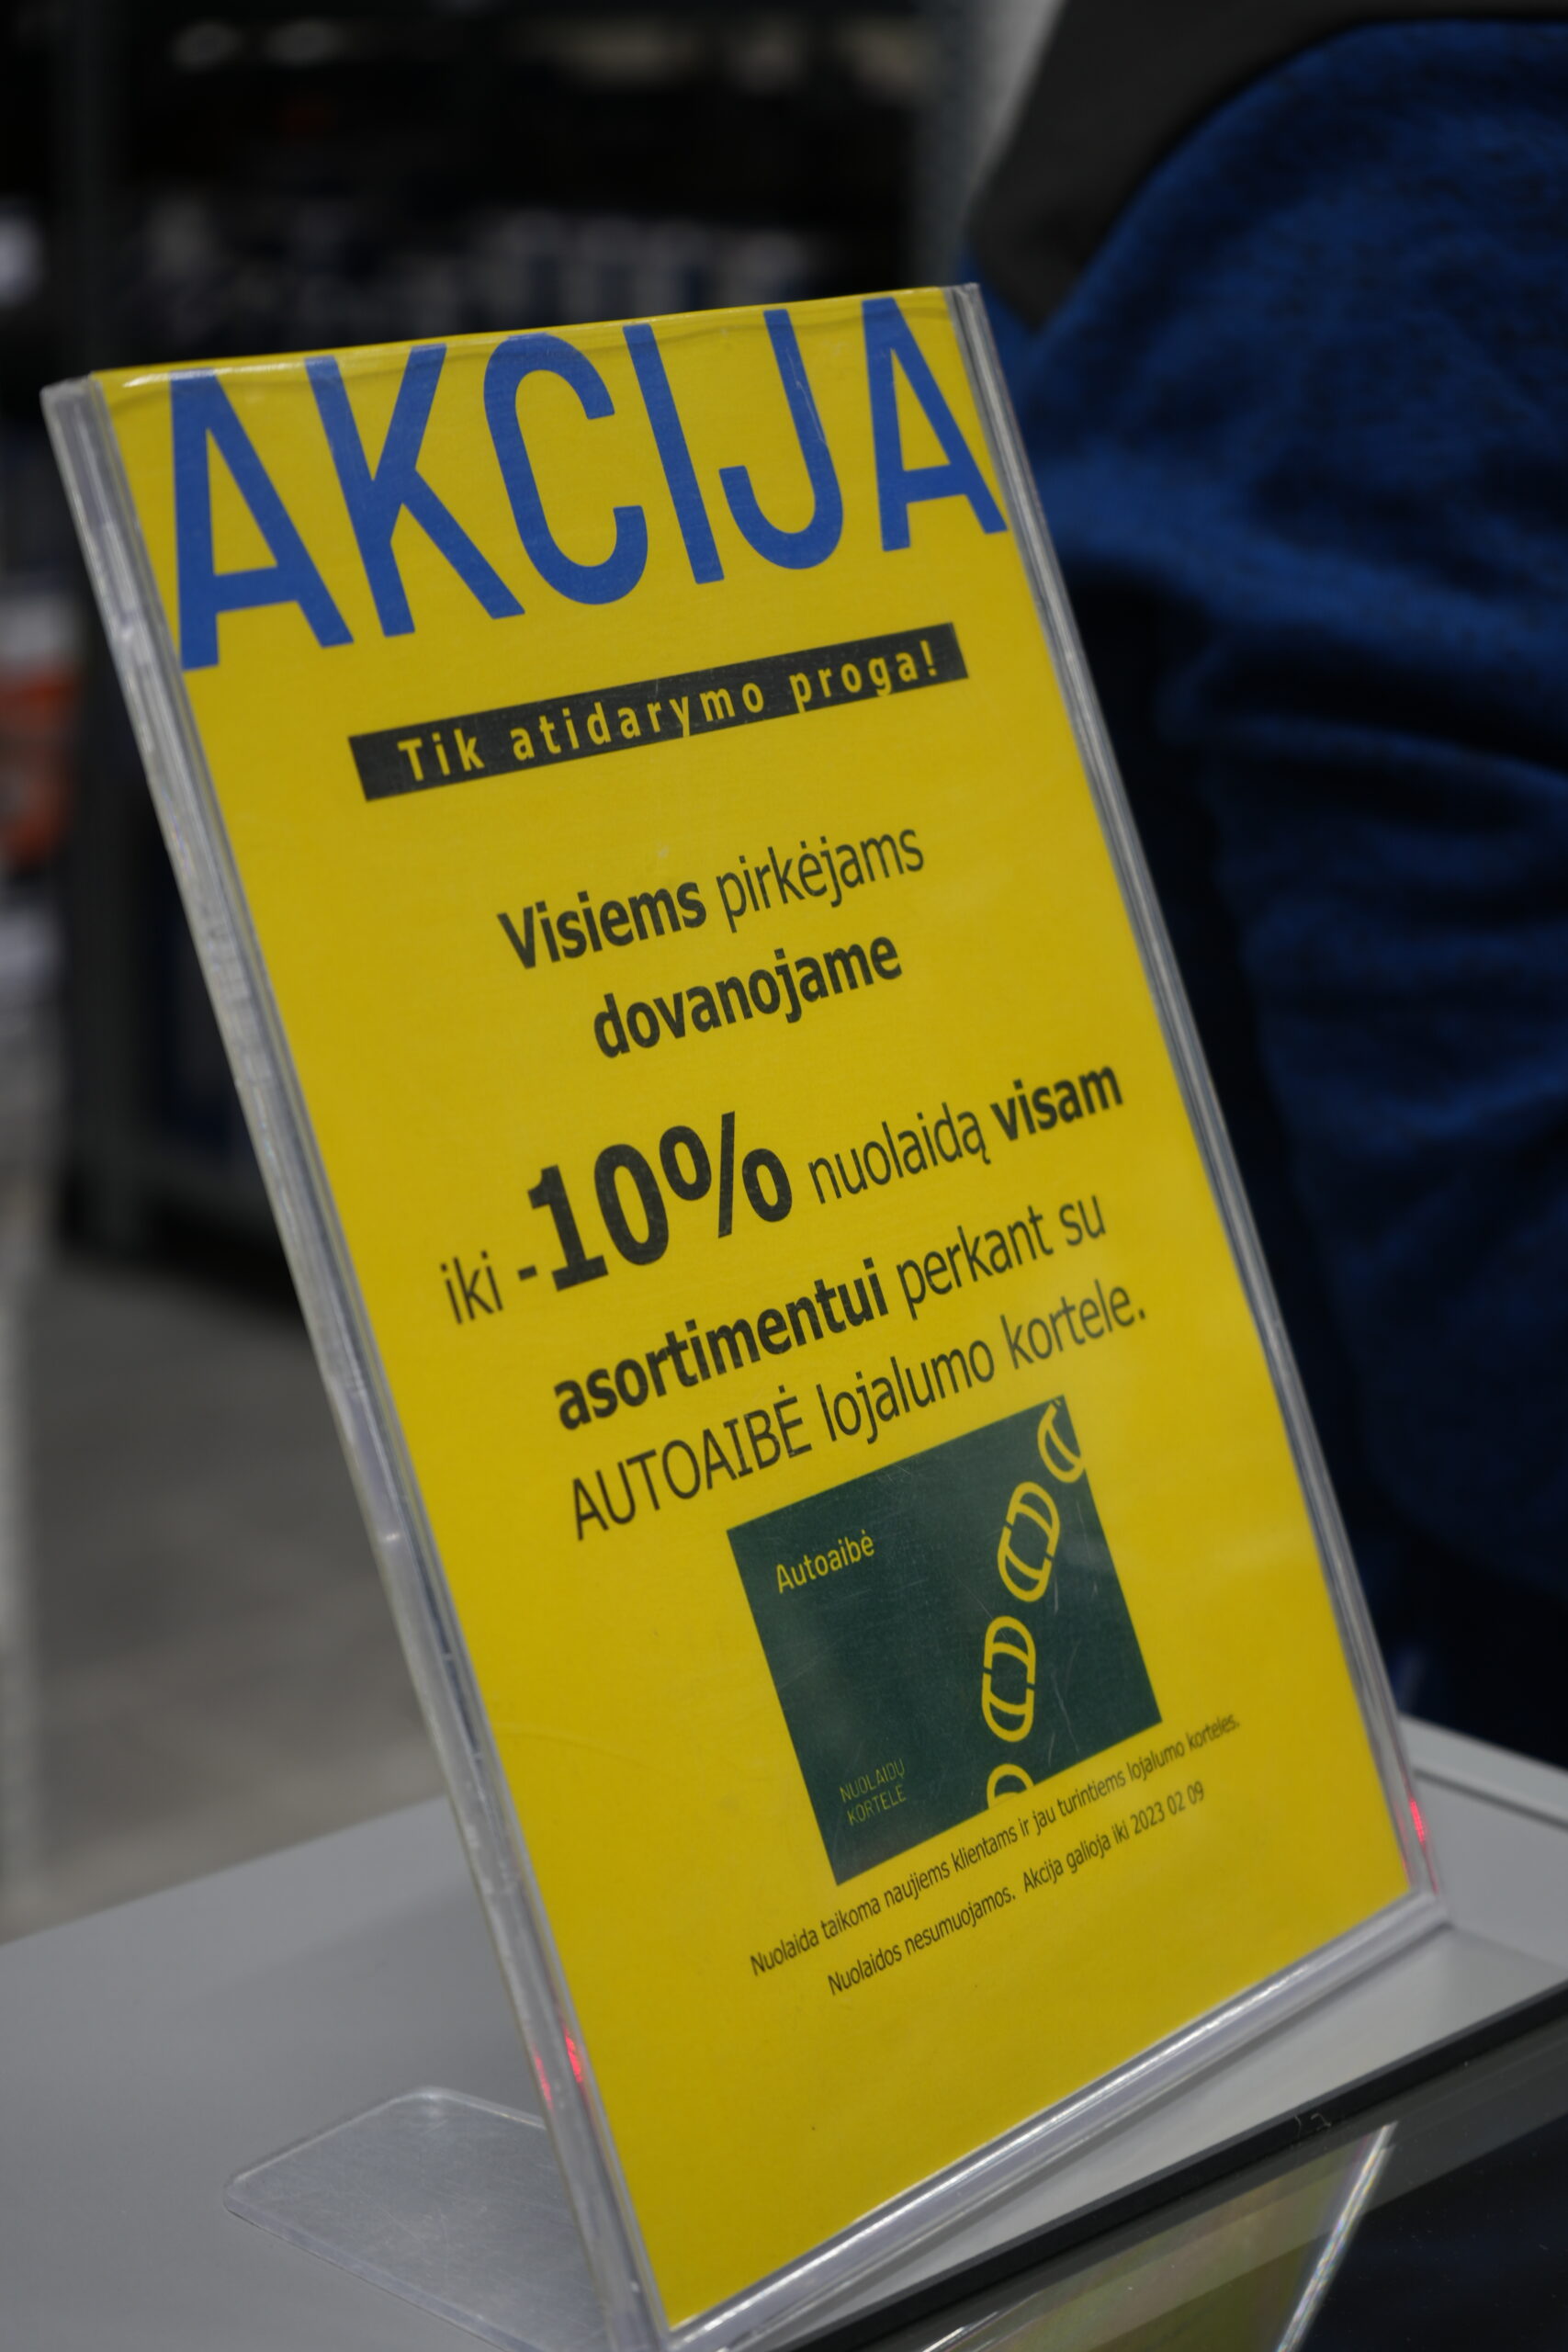 AKCIJA
Tik atidarymo proga!
Visiems pirkėjams
dovanojame
iki -10% nuolaidą visam
asortimentui perkant su
AUTOAIBĖ lojalumo kortele.
Autoaibė
NUOLAIDŲ
KORTELĖ
Nuolaida taikoma naujiems klientams ir jau turintiems lojalumo korteles.
Nuolaidos nesumuojamos. Akcija galioja iki 2023 02 09